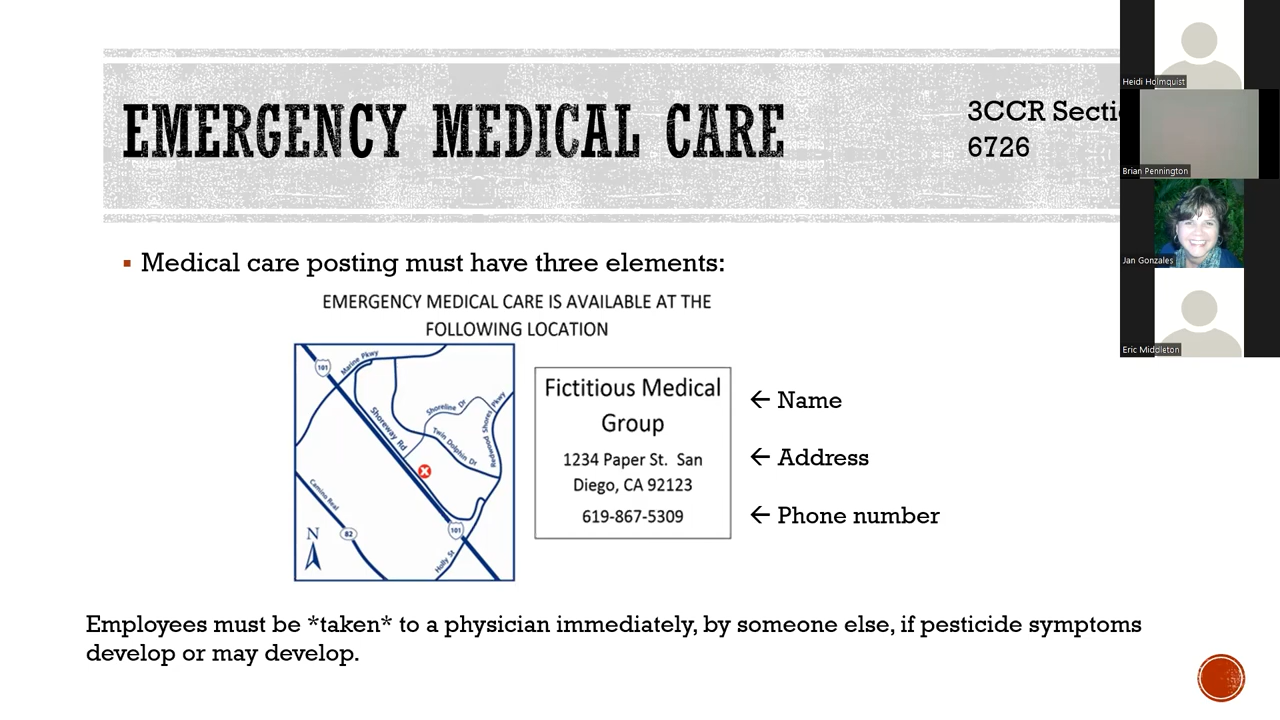 EMERGENCY MEDICAL CARE
3CCR
6726
Medical care posting must have three elements:
EMERGENCY MEDICAL CARE IS AVAILABLE AT THE
FOLLOWING LOCATION
101
Marine Pkwy
Shoreway Rd
Shoreline Dr
Twin Dolphin Dr
Redwood Shores Pkwy
Camino Real
82
101
Holly St
N
Fictitious Medical
Group
1234 Paper St. San
Diego, CA 92123
619-867-5309
← Name
← Address
← Phone number
Employees must be *taken* to a physician immediately, by someone else, if pesticide symptoms
develop or may develop.
Heidi Holmquist
Brian Pennington
Jan Gonzales
Eric Middleton